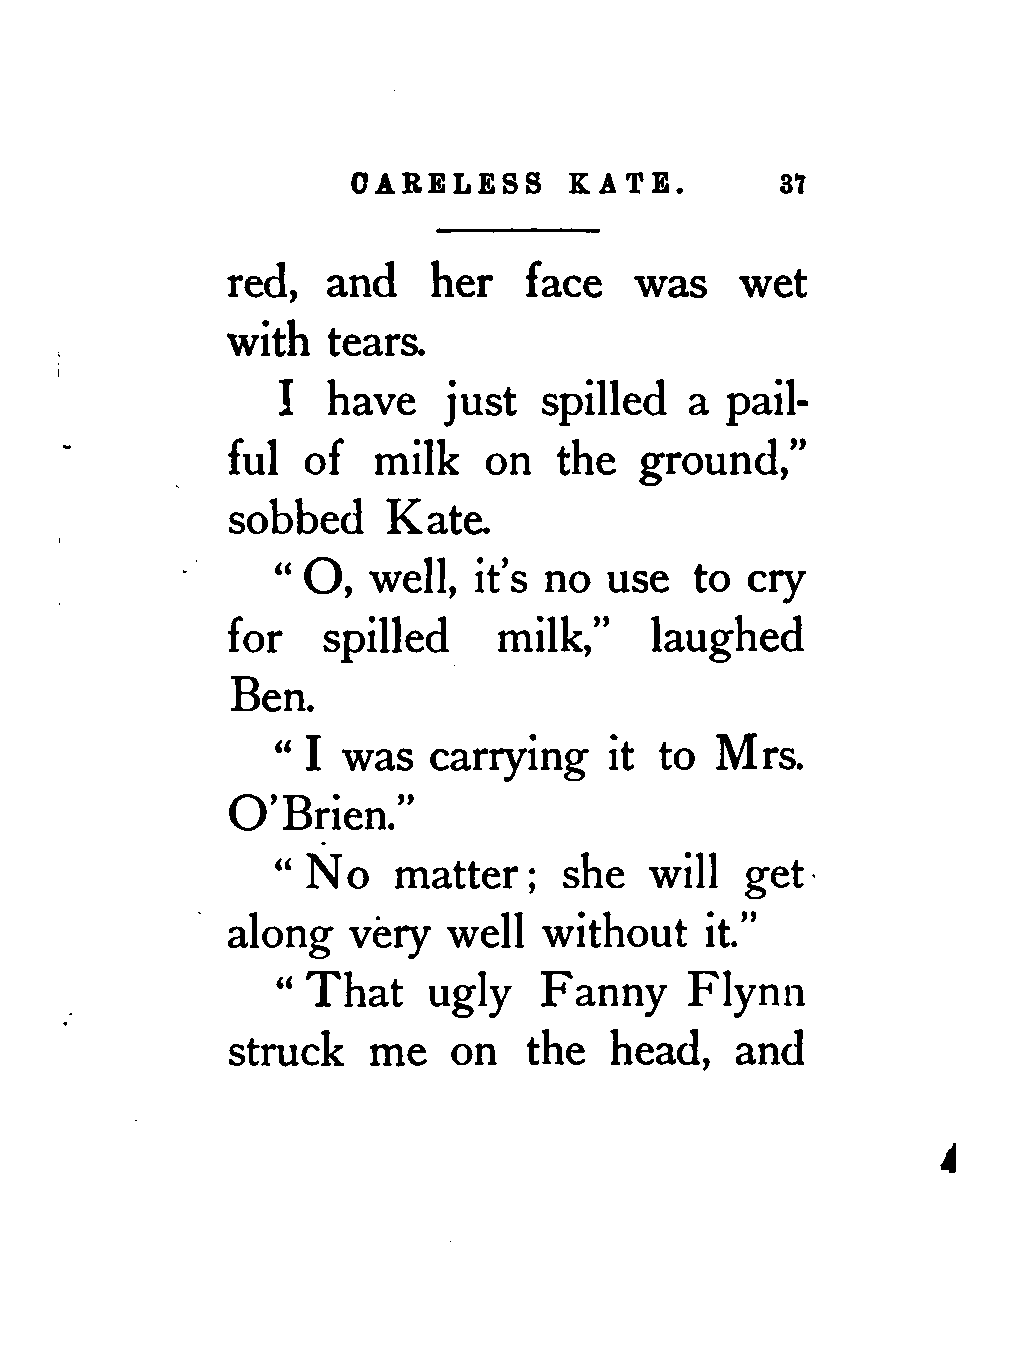 CARELESS KATE. 37
red, and her face was wet
with tears.
I have just spilled a pail-
ful of milk on the ground,”
sobbed Kate.
“ O, well, it’s no use to cry
for spilled milk,” laughed
Ben.
“ I was carrying it to Mrs.
O’Brien.”
“ No matter; she will get
along very well without it.”
“ That ugly Fanny Flynn
struck me on the head, and